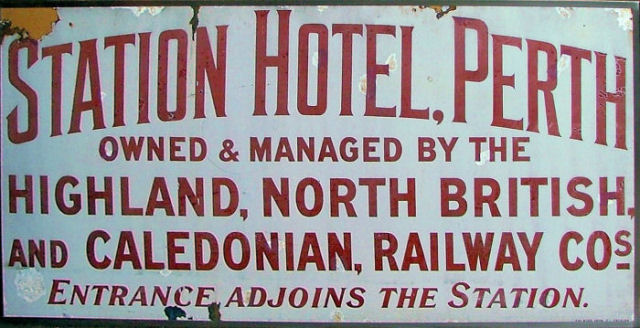 STATION HOTEL, PERTH
OWNED & MANAGED BY THE
HIGHLAND, NORTH BRITISH,
AND CALEDONIAN, RAILWAY COS
ENTRANCE ADJOINS THE STATION.